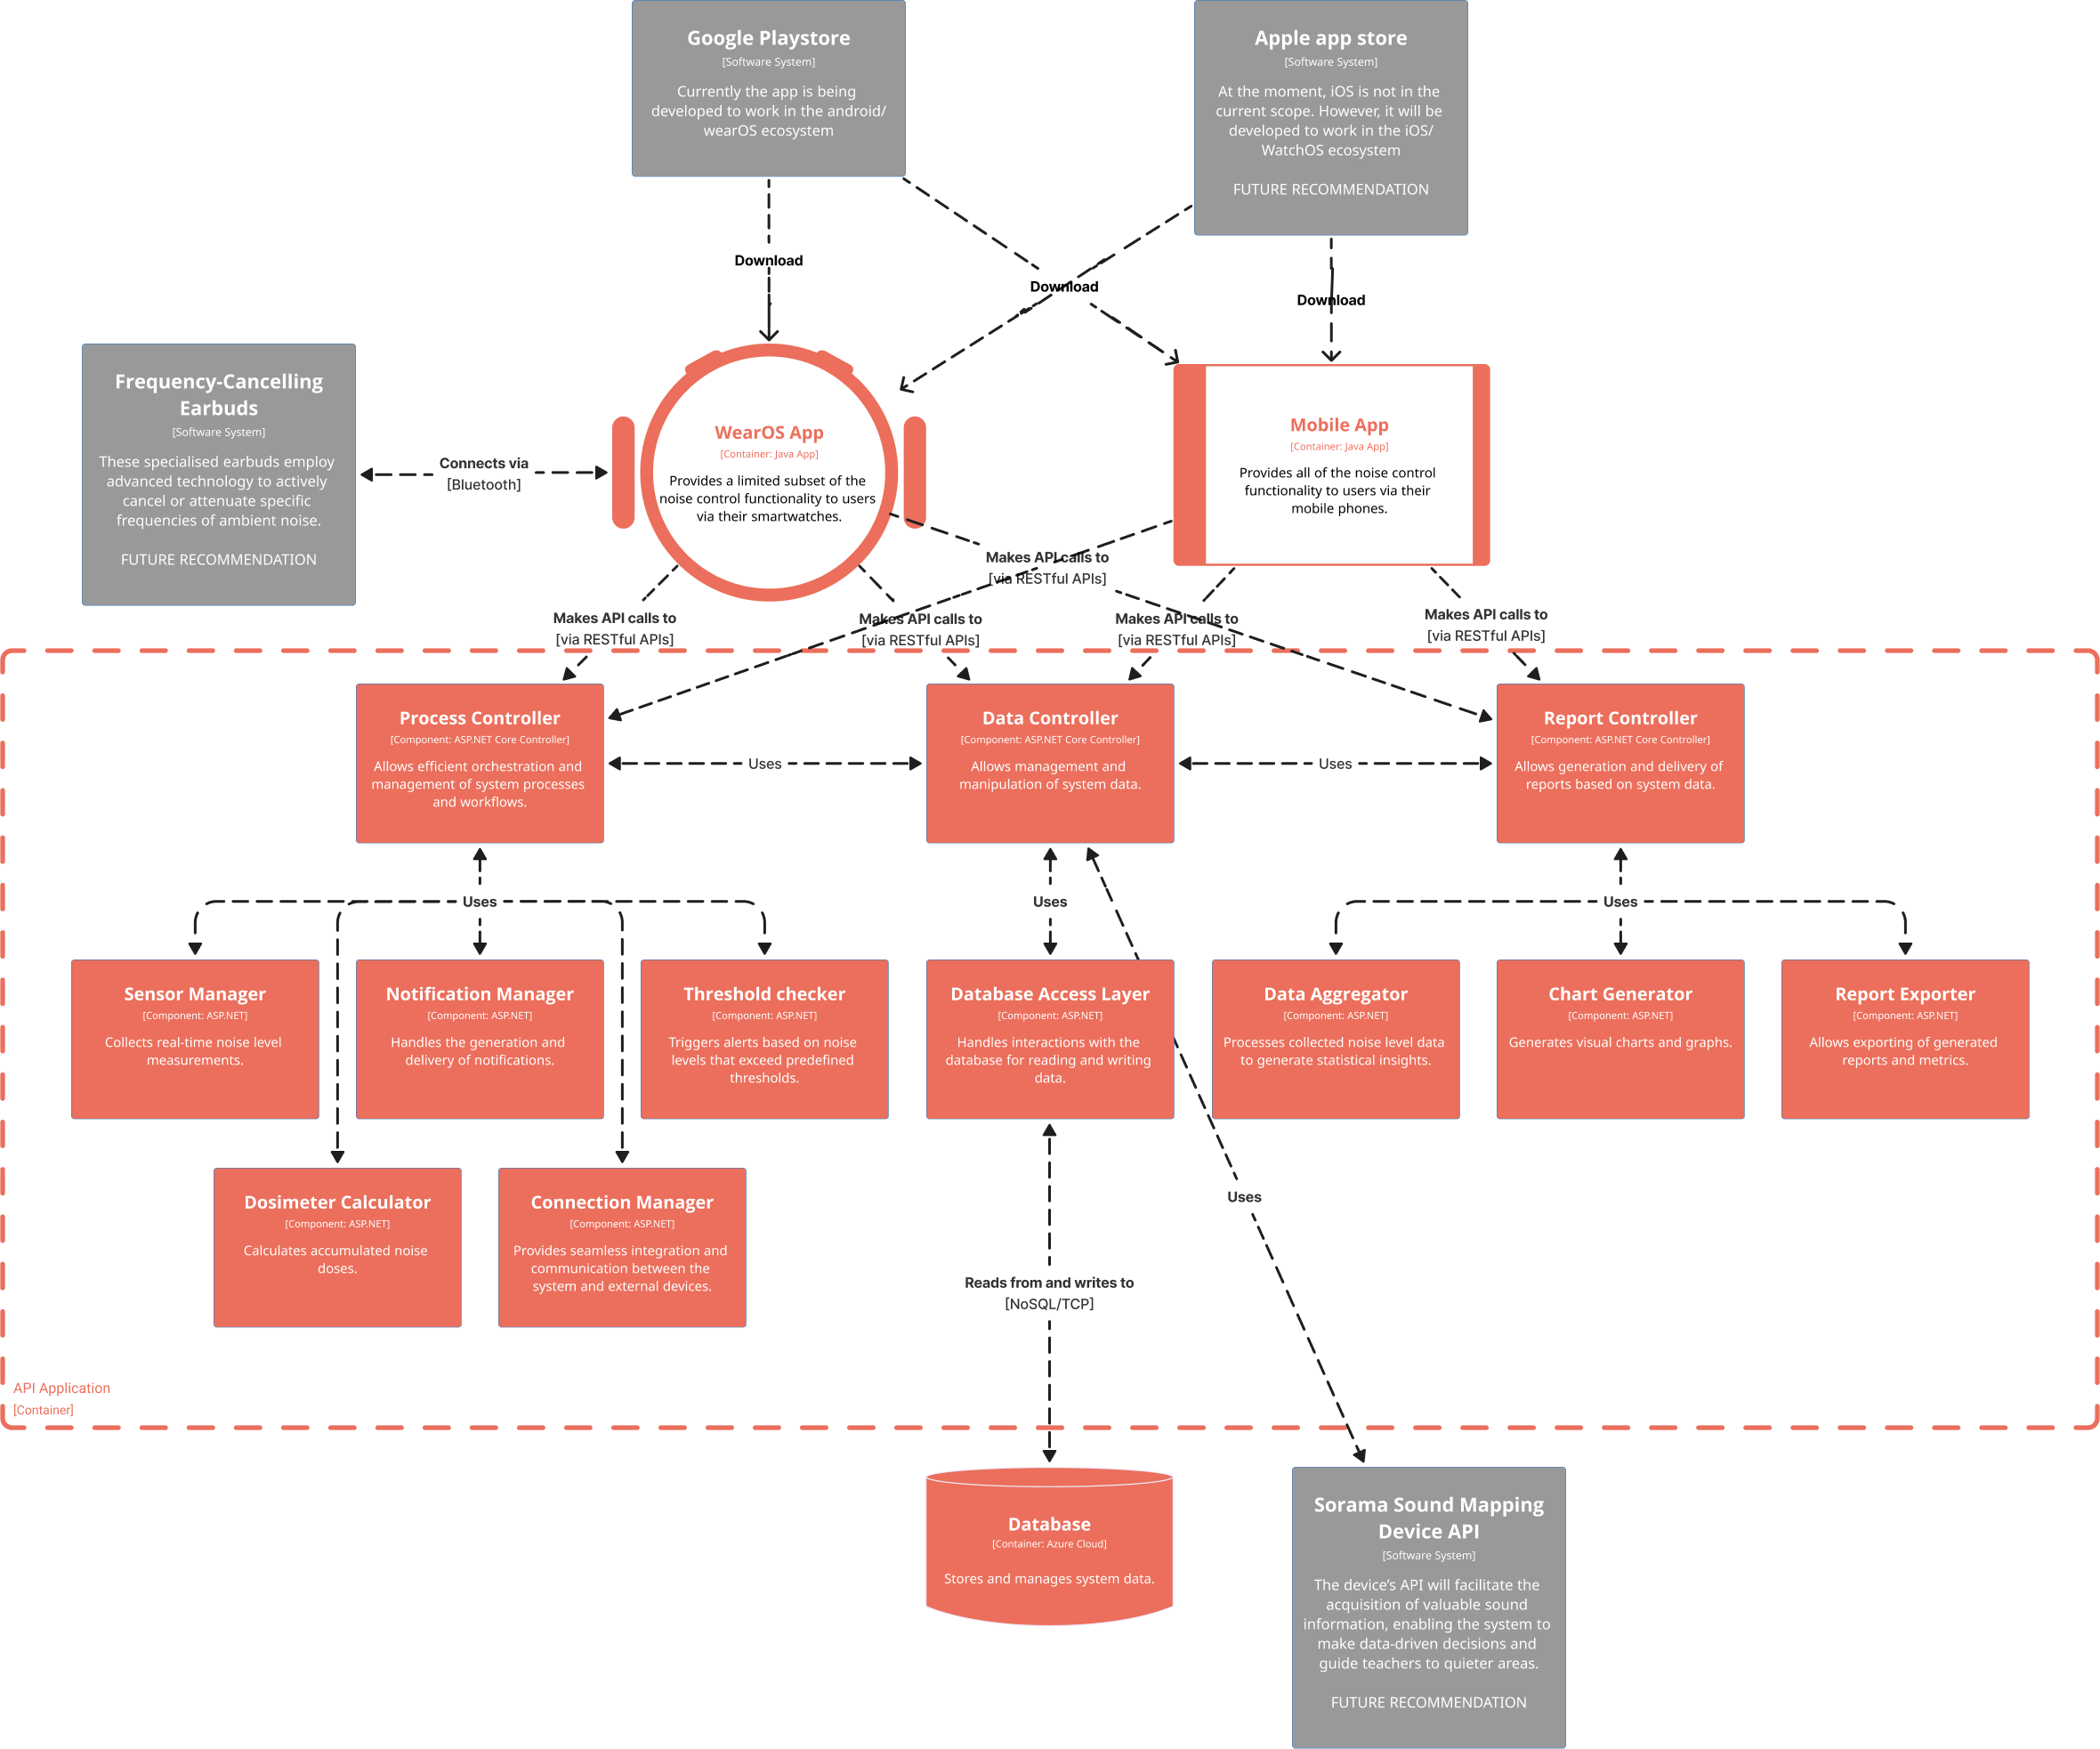 Google Playstore
[Software System]
Currently the app is being
developed to work in the android/
wearOS ecosystem
Apple app store
[Software System]
At the moment, iOS is not in the
current scope. However, it will be
developed to work in the iOS/
WatchOS ecosystem
FUTURE RECOMMENDATION
Download
Download
Download
Frequency-Cancelling
Earbuds
[Software System]
These specialised earbuds employ
advanced technology to actively
cancel or attenuate specific
frequencies of ambient noise.
FUTURE RECOMMENDATION
Connects via
[Bluetooth]
WearOS App
[Container: Java App]
Provides a limited subset of the
noise control functionality to users
via their smartwatches.
Mobile App
[Container: Java App]
Provides all of the noise control
functionality to users via their
mobile phones.
Makes API calls to
[via RESTful APIs]
Makes API calls to
[via RESTful APIs]
Makes API calls to
[via RESTful APIs]
Makes API calls to
[via RESTful APIs]
Makes API calls to
[via RESTful APIs]
Process Controller
[Component: ASP.NET Core Controller]
Allows efficient orchestration and
management of system processes
and workflows.
Uses
Data Controller
[Component: ASP.NET Core Controller]
Allows management and
manipulation of system data.
Uses
Report Controller
[Component: ASP.NET Core Controller]
Allows generation and delivery of
reports based on system data.
Uses
Uses
Uses
Sensor Manager
[Component: ASP.NET]
Collects real-time noise level
measurements.
Notification Manager
[Component: ASP.NET]
Handles the generation and
delivery of notifications.
Threshold checker
[Component: ASP.NET]
Triggers alerts based on noise
levels that exceed predefined
thresholds.
Database Access Layer
[Component: ASP.NET]
Handles interactions with the
database for reading and writing
data.
Data Aggregator
[Component: ASP.NET]
Processes collected noise level data
to generate statistical insights.
Chart Generator
[Component: ASP.NET]
Generates visual charts and graphs.
Report Exporter
[Component: ASP.NET]
Allows exporting of generated
reports and metrics.
Dosimeter Calculator
[Component: ASP.NET]
Calculates accumulated noise
doses.
Connection Manager
[Component: ASP.NET]
Provides seamless integration and
communication between the
system and external devices.
Uses
Reads from and writes to
[NoSQL/TCP]
API Application
[Container]
Database
[Container: Azure Cloud]
Stores and manages system data.
Sorama Sound Mapping
Device API
[Software System]
The device’s API will facilitate the
acquisition of valuable sound
information, enabling the system to
make data-driven decisions and
guide teachers to quieter areas.
FUTURE RECOMMENDATION